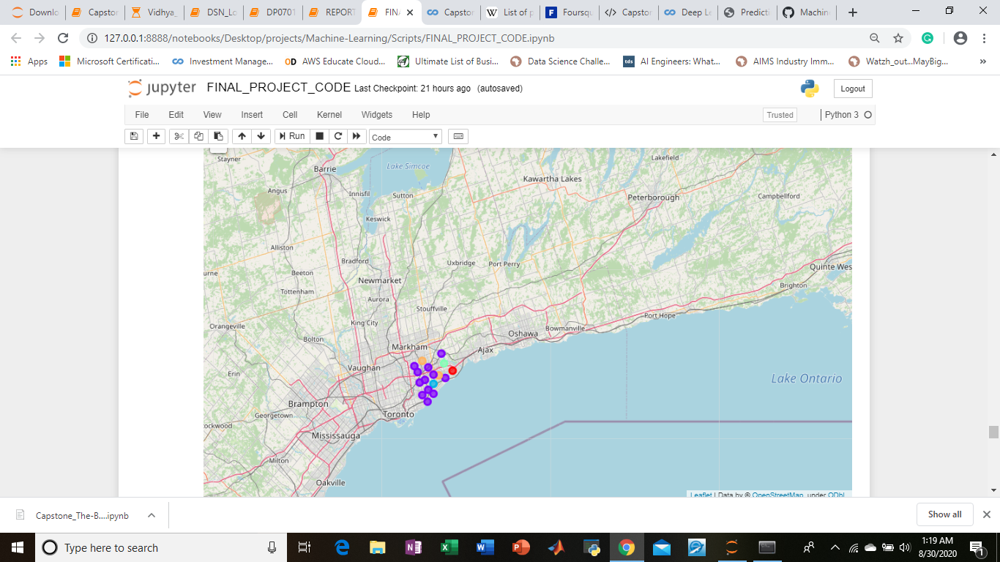 Downlo
Capstor
Vidhya_
DSN_Lo
DP0701
REPORT
FINA
Capstor
List of p
Foursqu
Capstor
Deep Le
Predicti
Machin
127.0.0.1:8888/notebooks/Desktop/projects/Machine-Learning/Scripts/FINAL_PROJECT_CODE.ipynb
Apps
Microsoft Certificati...
Investment Manage...
OD AWS Educate Cloud...
Ultimate List of Busi...
Data Science Challe...
tds AI Engineers: What...
AIMS Industry Imm...
Watzh_out...MayBig...
jupyter FINAL_PROJECT_CODE Last Checkpoint: 21 hours ago (autosaved)
Logout
File Edit View Insert Cell Kernel Widgets Help
Trusted
Python 3
Run
Code
Stayner
Barrie
Lake Simcoe
Lakefield
Kawartha Lakes
Angus
Innisfil
Sutton
Peterborough
Campbellford
Keswick
Alliston
Bradford
Uxbridge
Port Perry
Quinte Wes
urne
Beeton
Newmarket
Brighton
Tottenham
Aurora
Stouffville
Port Hope
Orangeville
King City
Bowmanville
Oshawa
Bolton
Markham
Ajax
Vaughan
Erin
Lake Ontario
Brampton
Georgetown
Toronto
ockwood
Mississauga
Milton
Oakville
Leaflet | Data by © OpenStreetMap, under ODbL
Capstone_The-B....ipynb
Show all
Type here to search
1:19 AM
8/30/2020
1